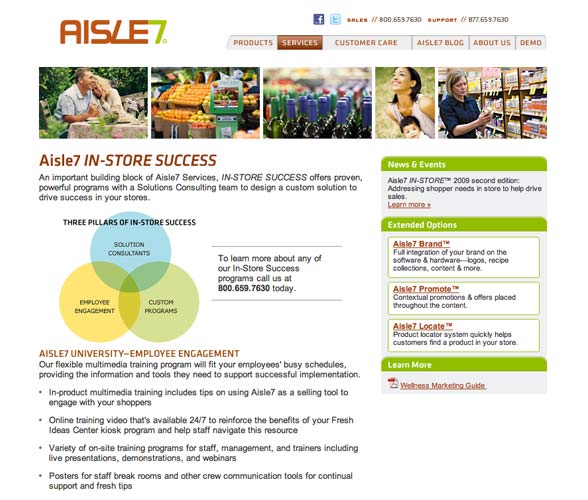 AISLE7
SALES // 800.659.7630 SUPPORT // 877.659.7630
PRODUCTS SERVICES CUSTOMER CARE AISLE7 BLOG ABOUT US DEMO
Aisle7 IN-STORE SUCCESS
An important building block of Aisle7 Services, IN-STORE SUCCESS offers proven,
powerful programs with a Solutions Consulting team to design a custom solution to
drive success in your stores.
THREE PILLARS OF IN-STORE SUCCESS
SOLUTION
CONSULTANTS
EMPLOYEE
ENGAGEMENT
CUSTOM
PROGRAMS
To learn more about any of
our In-Store Success
programs call us at
800.659.7630 today.
AISLE7 UNIVERSITY–EMPLOYEE ENGAGEMENT
Our flexible multimedia training program will fit your employees' busy schedules,
providing the information and tools they need to support successful implementation.
• In-product multimedia training includes tips on using Aisle7 as a selling tool to
engage with your shoppers
• Online training video that's available 24/7 to reinforce the benefits of your Fresh
Ideas Center kiosk program and help staff navigate this resource
• Variety of on-site training programs for staff, management, and trainers including
live presentations, demonstrations, and webinars
• Posters for staff break rooms and other crew communication tools for continual
support and fresh tips
News & Events
Aisle7 IN-STORE™ 2009 second edition:
Addressing shopper needs in store to help drive
sales.
Learn more »
Extended Options
Aisle7 Brand™
Full integration of your brand on the
software & hardware—logos, recipe
collections, content & more.
Aisle7 Promote™
Contextual promotions & offers placed
throughout the content.
Aisle7 Locate™
Product locator system quickly helps
customers find a product in your store.
Learn More
Wellness Marketing Guide